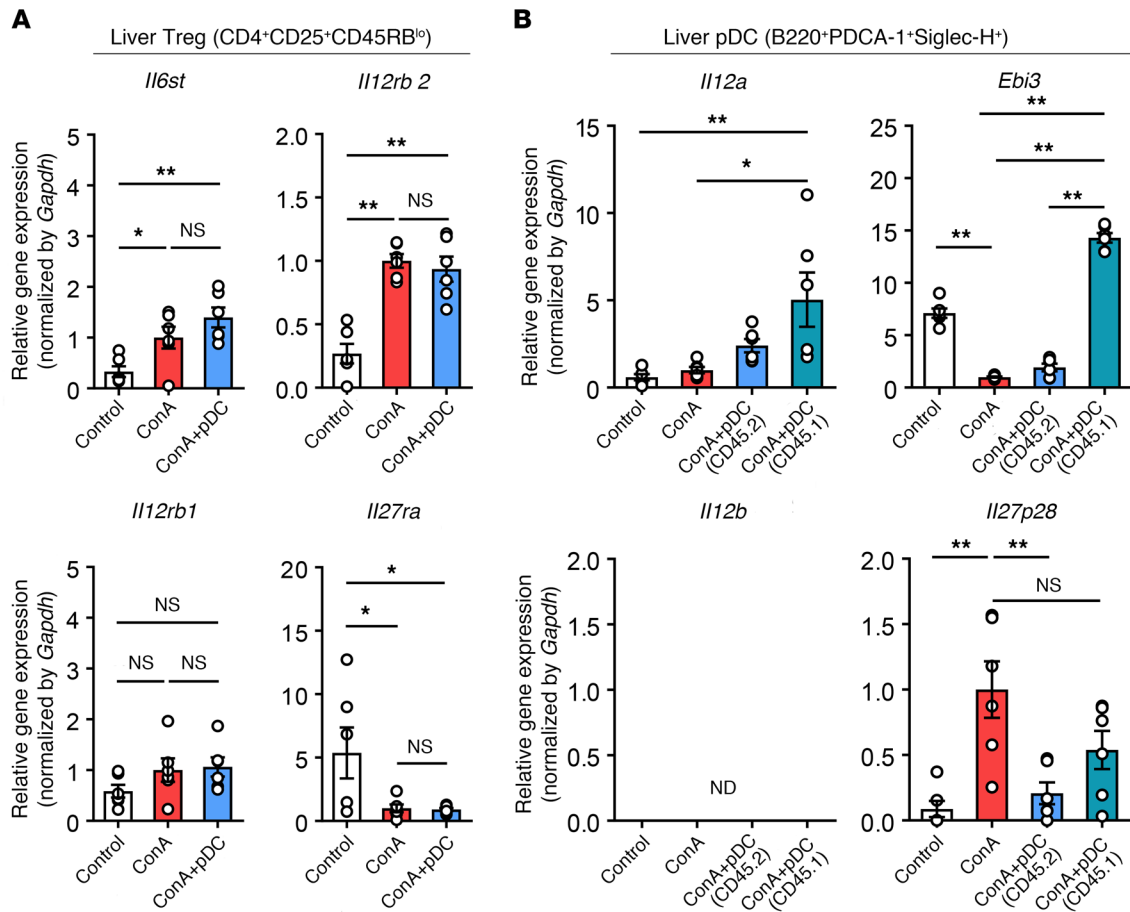 A
Liver Treg (CD4⁺CD25⁺CD45RBˡᵒ)
Il6st
Relative gene expression
(normalized by Gapdh)
5
4
3
2
1
0
**
*
NS
Control
ConA
ConA+pDC
Il12rb 2
2.0
1.5
1.0
0.5
0.0
**
**
NS
Control
ConA
ConA+pDC
Il12rb1
Relative gene expression
(normalized by Gapdh)
5
4
3
2
1
0
NS
NS
NS
Control
ConA
ConA+pDC
Il27ra
20
15
10
5
0
*
*
NS
Control
ConA
ConA+pDC
B
Liver pDC (B220⁺PDCA-1⁺Siglec-H⁺)
Il12a
Relative gene expression
(normalized by Gapdh)
15
10
5
0
**
*
Control
ConA
ConA+pDC
(CD45.2)
ConA+pDC
(CD45.1)
Ebi3
25
20
15
10
5
0
**
**
**
**
Control
ConA
ConA+pDC
(CD45.2)
ConA+pDC
(CD45.1)
Il12b
Relative gene expression
(normalized by Gapdh)
2.0
1.5
1.0
0.5
0.0
ND
Control
ConA
ConA+pDC
(CD45.2)
ConA+pDC
(CD45.1)
Il27p28
Relative gene expression
(normalized by Gapdh)
2.0
1.5
1.0
0.5
0.0
**
**
NS
Control
ConA
ConA+pDC
(CD45.2)
ConA+pDC
(CD45.1)